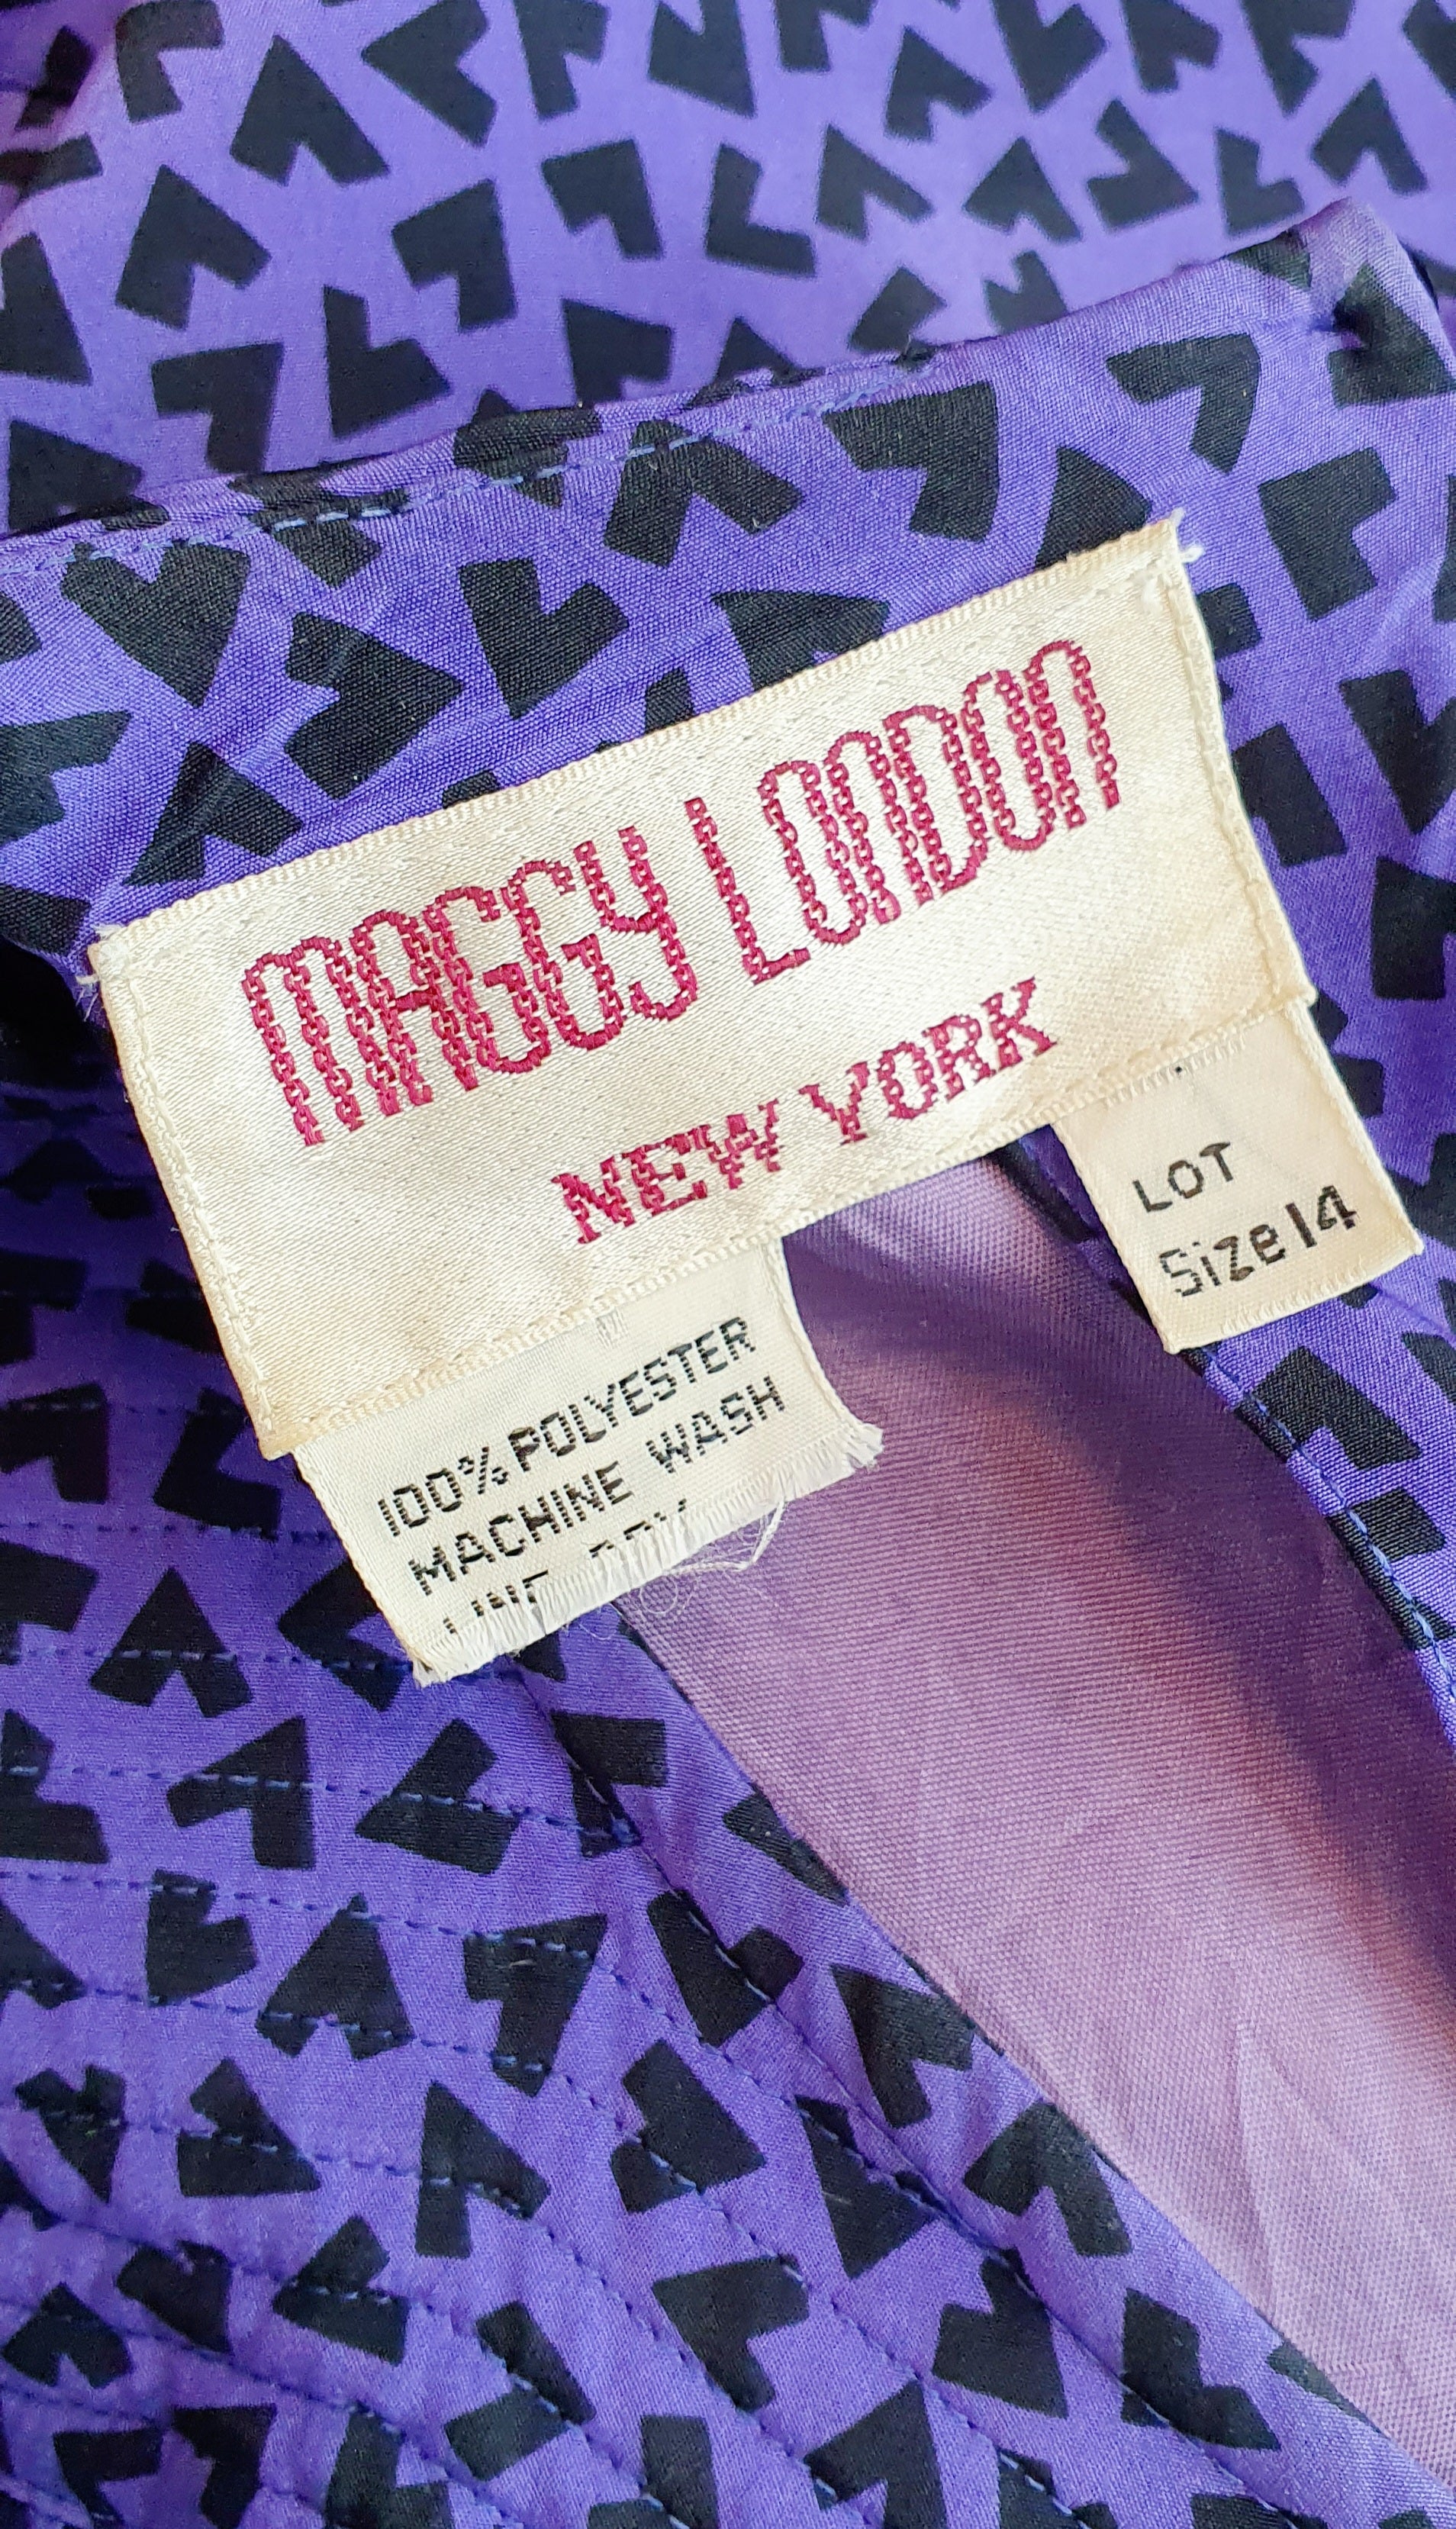 MAGGY LONDON
NEW YORK
LOT
Size 14
100% POLYESTER
MACHINE WASH